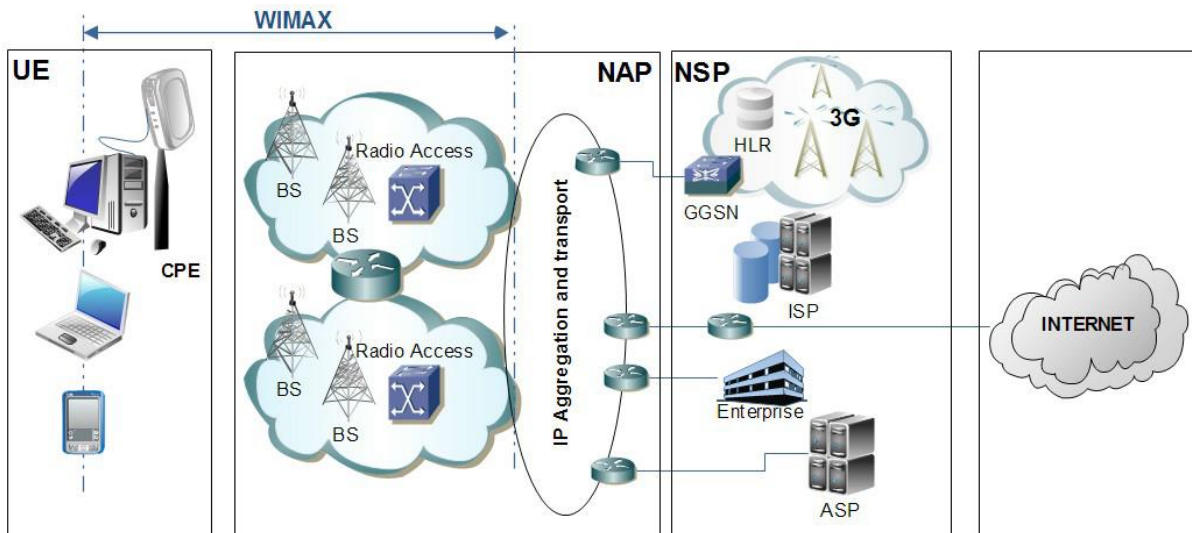 WIMAX
UE
CPE
NAP
BS
BS
Radio Access
BS
BS
Radio Access
IP Aggregation and transport
NSP
3G
HLR
GGSN
ISP
Enterprise
ASP
INTERNET